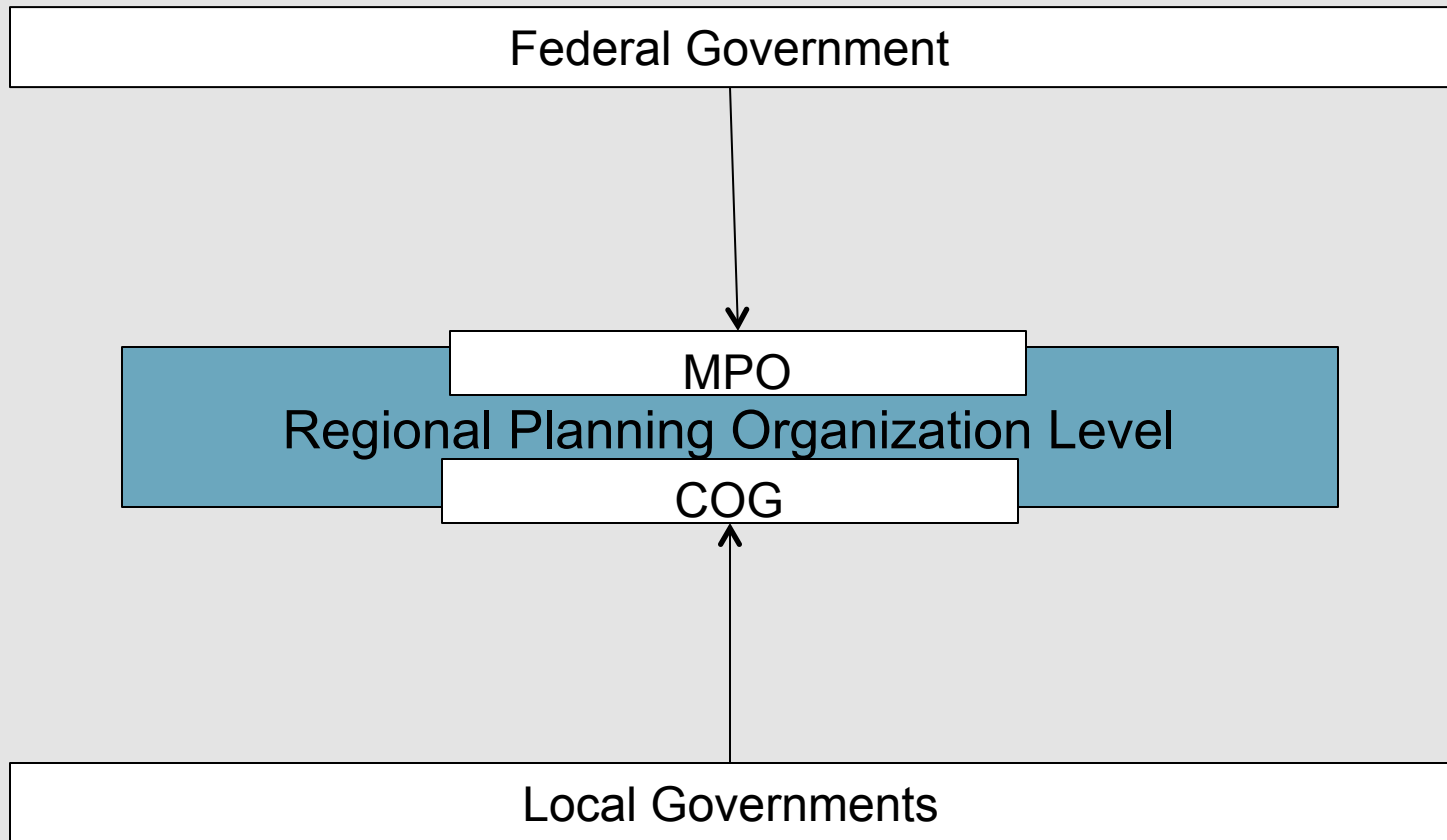 Federal Government
MPO
Regional Planning Organization Level
COG
Local Governments